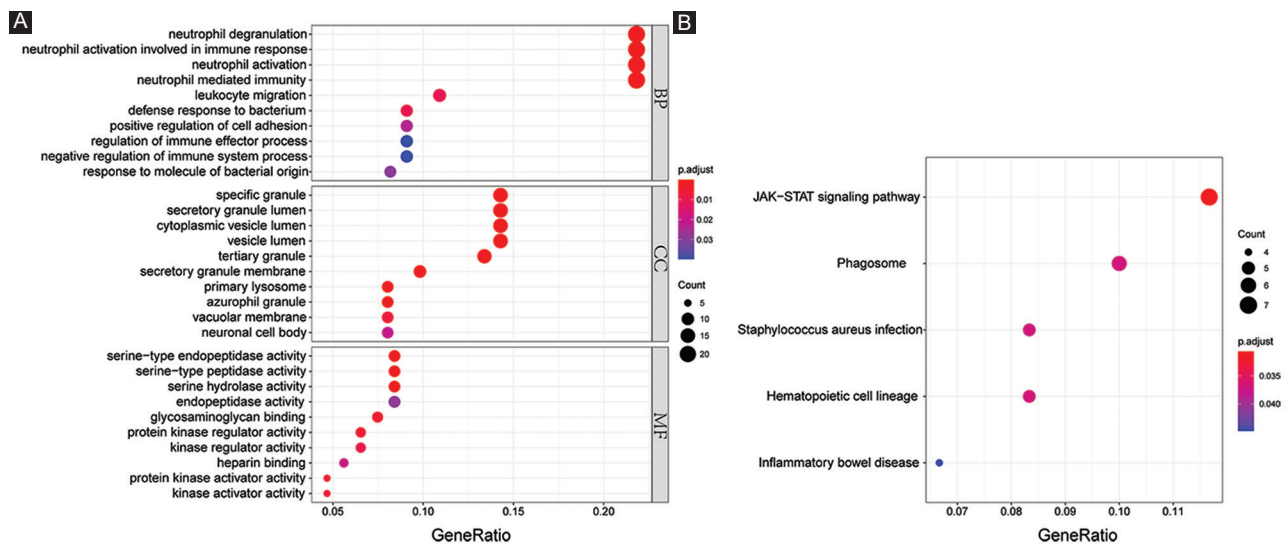 A
neutrophil degranulation
neutrophil activation involved in immune response
neutrophil activation
neutrophil mediated immunity
leukocyte migration
defense response to bacterium
positive regulation of cell adhesion
regulation of immune effector process
negative regulation of immune system process
response to molecule of bacterial origin
BP
specific granule
secretory granule lumen
cytoplasmic vesicle lumen
vesicle lumen
tertiary granule
secretory granule membrane
primary lysosome
azurophil granule
vacuolar membrane
neuronal cell body
CC
serine−type endopeptidase activity
serine−type peptidase activity
serine hydrolase activity
endopeptidase activity
glycosaminoglycan binding
protein kinase regulator activity
kinase regulator activity
heparin binding
protein kinase activator activity
kinase activator activity
MF
0.05 0.10 0.15 0.20
GeneRatio
p.adjust
0.01
0.02
0.03
Count
5
10
15
20
B
JAK−STAT signaling pathway
Phagosome
Staphylococcus aureus infection
Hematopoietic cell lineage
Inflammatory bowel disease
0.07 0.08 0.09 0.10 0.11
GeneRatio
Count
4
5
6
7
p.adjust
0.035
0.040